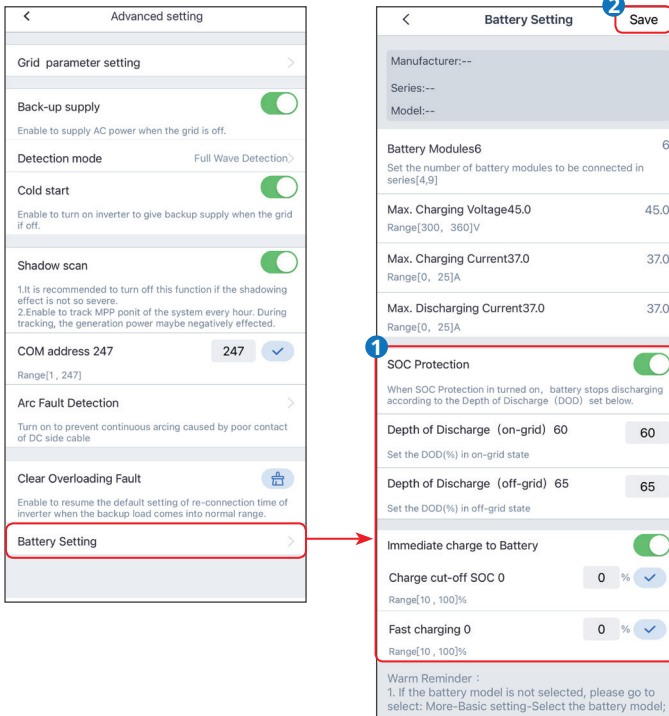 Advanced setting
Grid parameter setting
Back-up supply
Enable to supply AC power when the grid is off.
Detection mode Full Wave Detection
Cold start
Enable to turn on inverter to give backup supply when the grid
if off.
Shadow scan
1.It is recommended to turn off this function if the shadowing
effect is not so severe.
2.Enable to track MPP ponit of the system every hour. During
tracking, the generation power maybe negatively effected.
COM address 247 247
Range[1 , 247]
Arc Fault Detection
Turn on to prevent continuous arcing caused by poor contact
of DC side cable
Clear Overloading Fault
Enable to resume the default setting of re-connection time of
inverter when the backup load comes into normal range.
Battery Setting
2
Battery Setting Save
Manufacturer:--
Series:--
Model:--
Battery Modules6 6
Set the number of battery modules to be connected in
series[4,9]
Max. Charging Voltage45.0 45.0
Range[300, 360]V
Max. Charging Current37.0 37.0
Range[0, 25]A
Max. Discharging Current37.0 37.0
Range[0, 25]A
1
SOC Protection
When SOC Protection in turned on, battery stops discharging
according to the Depth of Discharge (DOD) set below.
Depth of Discharge (on-grid) 60 60
Set the DOD(%) in on-grid state
Depth of Discharge (off-grid) 65 65
Set the DOD(%) in off-grid state
Immediate charge to Battery
Charge cut-off SOC 0 0 %
Range[10 , 100]%
Fast charging 0 0 %
Range[10 , 100]%
Warm Reminder :
1. If the battery model is not selected, please go to
select: More-Basic setting-Select the battery model;